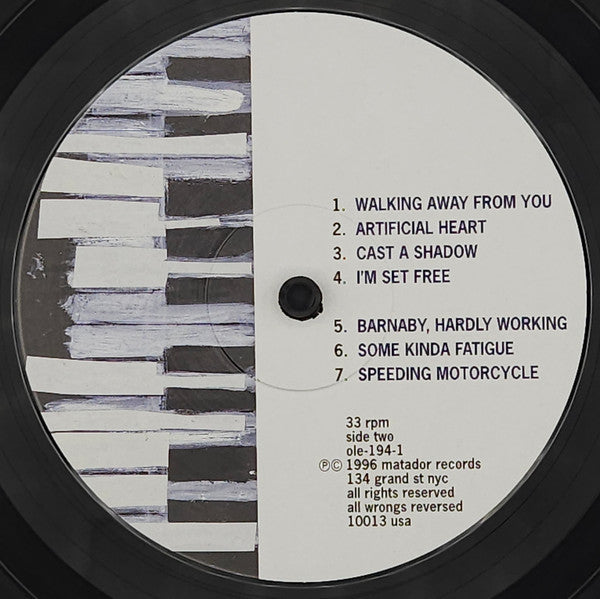 1. WALKING AWAY FROM YOU
2. ARTIFICIAL HEART
3. CAST A SHADOW
4. I'M SET FREE
5. BARNABY, HARDLY WORKING
6. SOME KINDA FATIGUE
7. SPEEDING MOTORCYCLE
33 rpm
side two
ole-194-1
℗© 1996 matador records
134 grand st nyc
all rights reserved
all wrongs reversed
10013 usa